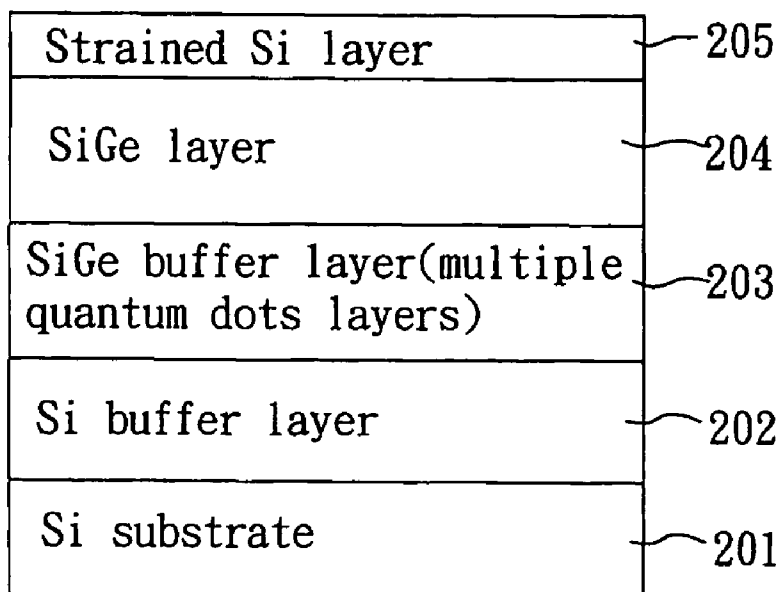 Strained Si layer 205
SiGe layer 204
SiGe buffer layer(multiple
quantum dots layers) 203
Si buffer layer 202
Si substrate 201